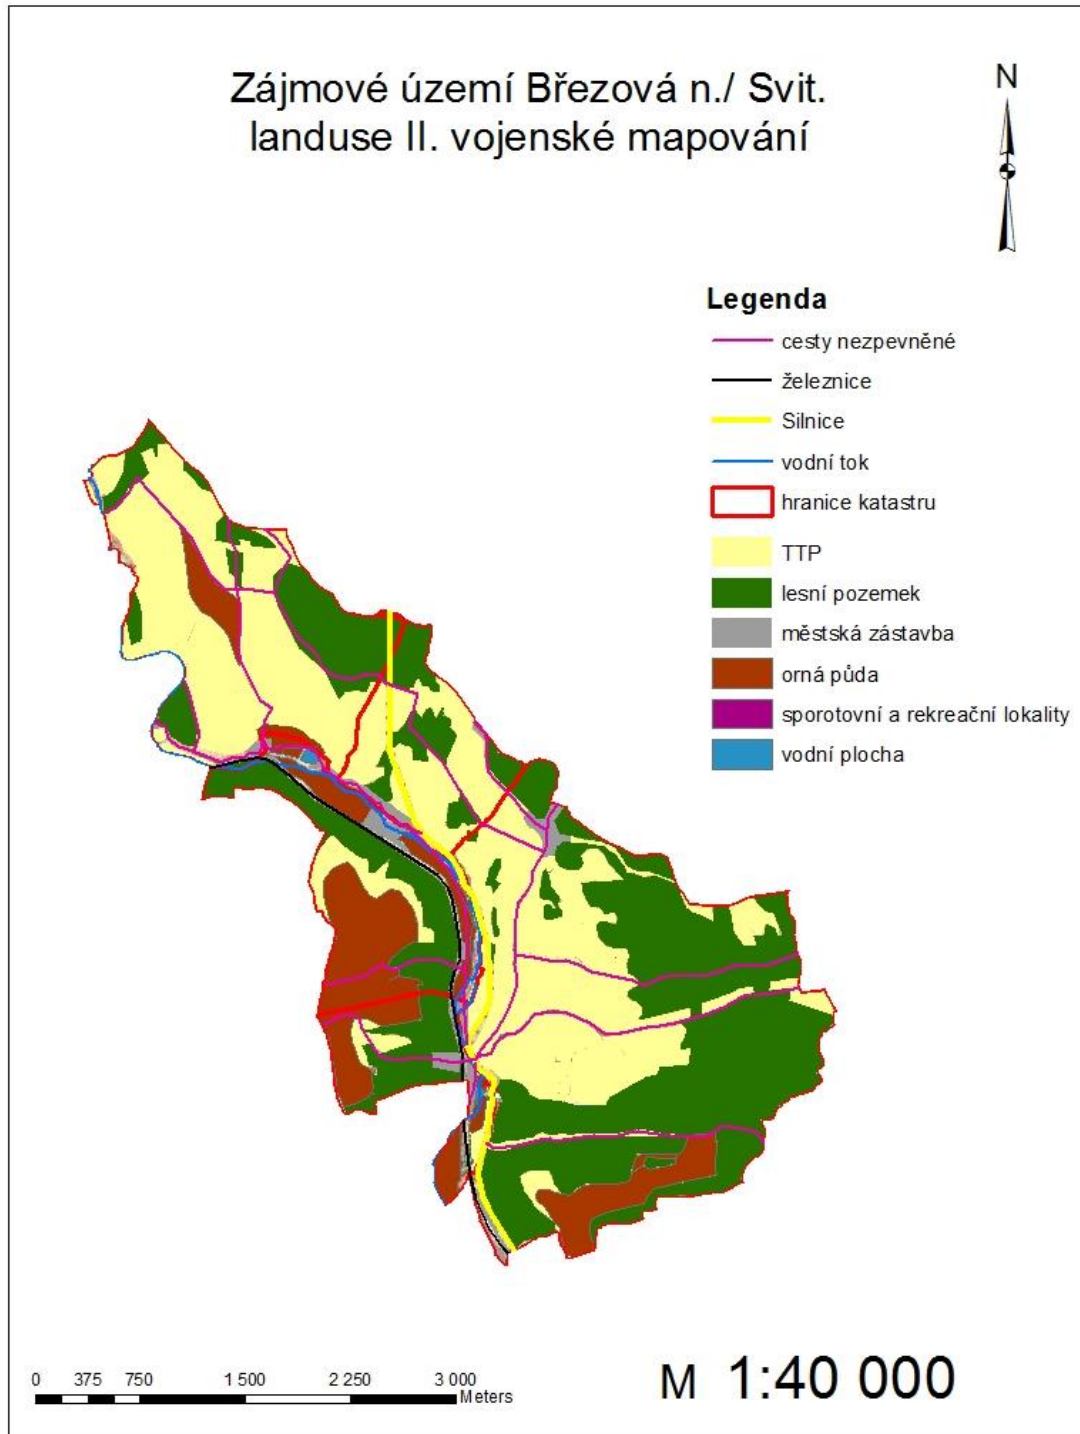 Zájmové území Březová n./ Svit.
landuse II. vojenské mapování
N
Legenda
cesty nezpevněné
železnice
Silnice
vodní tok
hranice katastru
TTP
lesní pozemek
městská zástavba
orná půda
sporotovní a rekreační lokality
vodní plocha
0 375 750 1 500 2 250 3 000
Meters
M 1:40 000